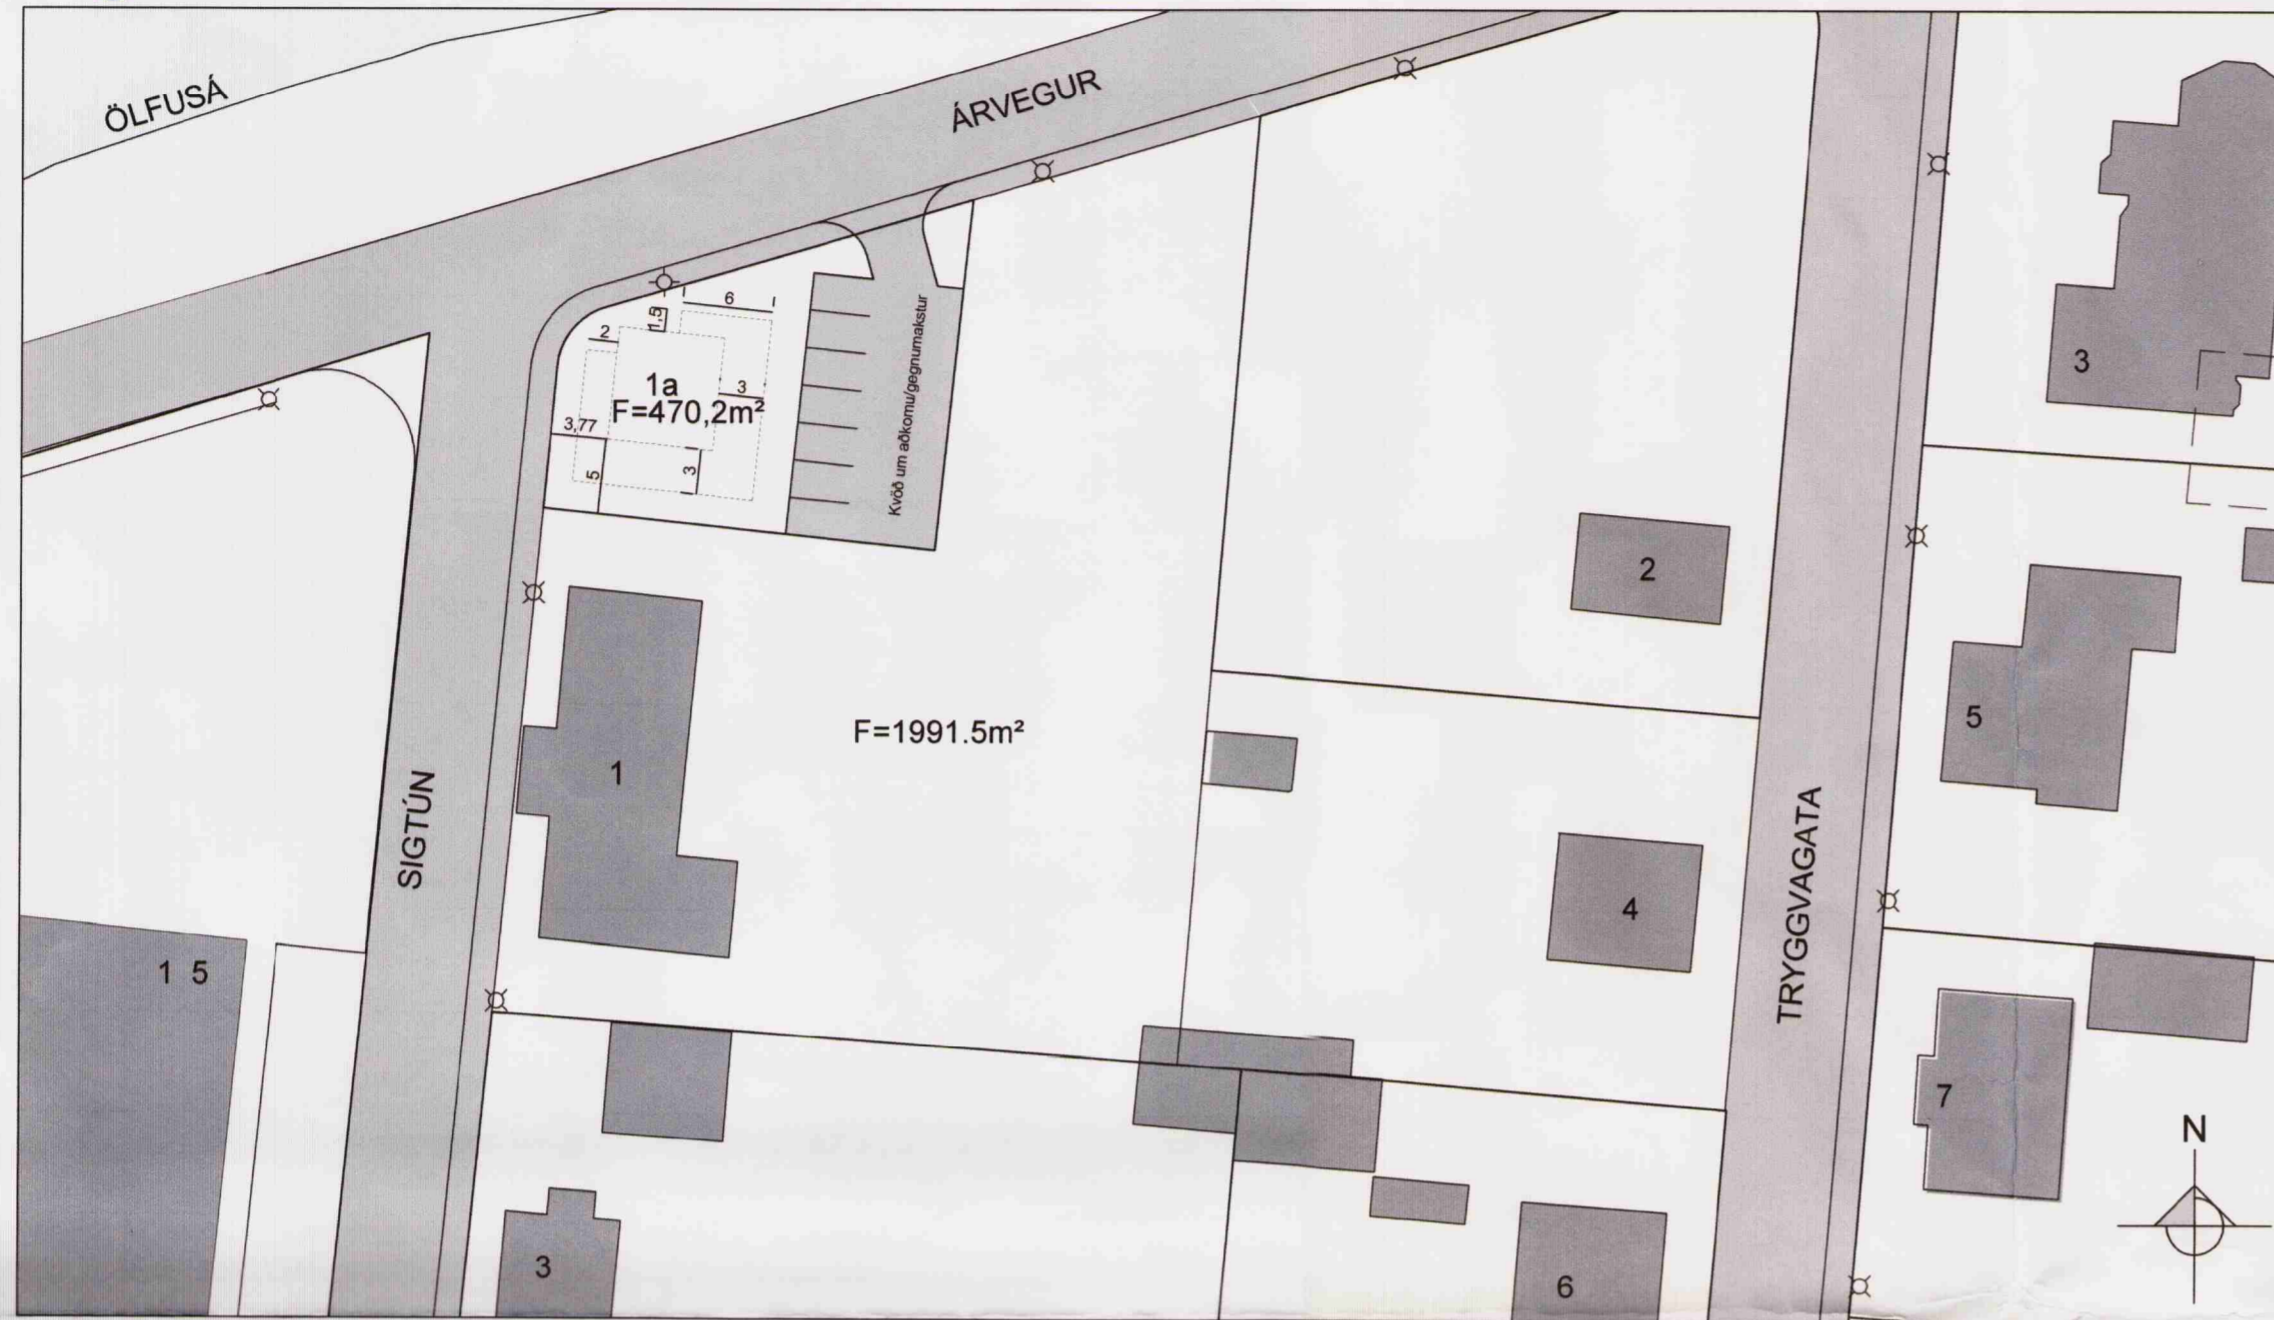 ÖLFUSÁ
ÁRVEGUR
6
1,5
2
1a
F=470,2m²
3
3,77
5
3
Kvöð um aðkomu/gegnumakstur
3
2
5
F=1991.5m²
1
SIGTÚN
4
TRYGGVAGATA
1 5
7
N
3
6